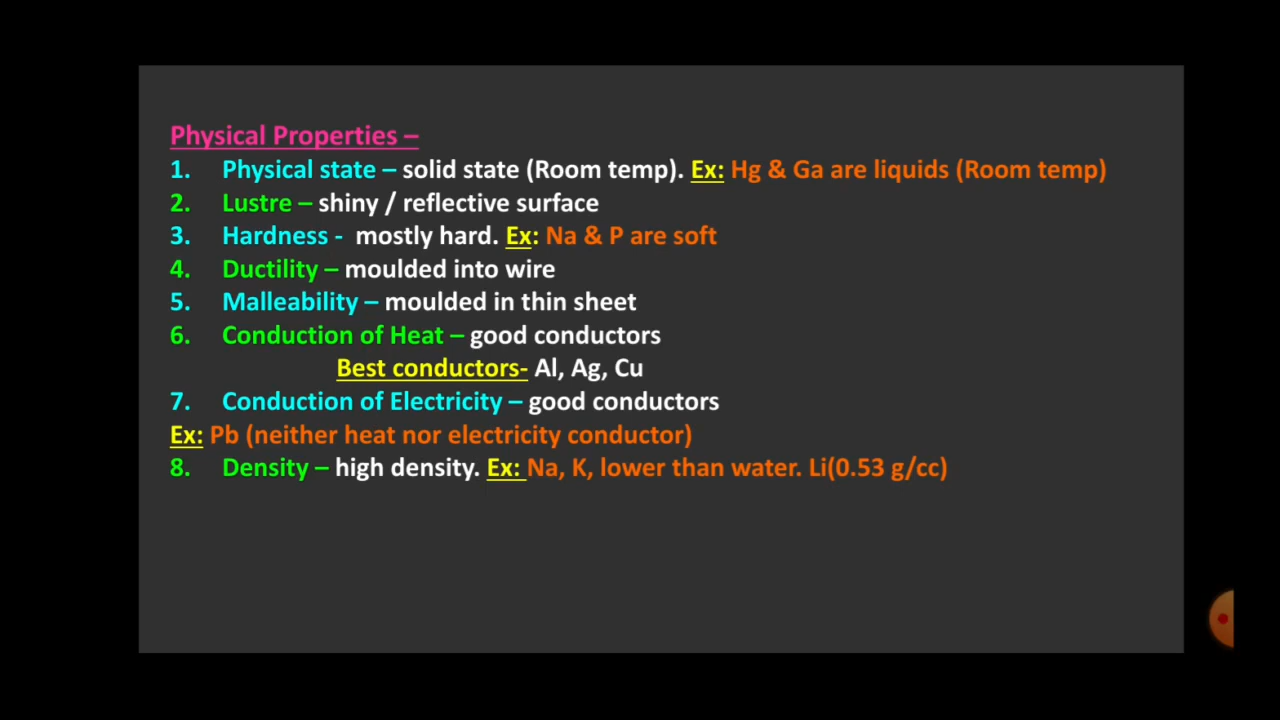 Physical Properties –
1. Physical state – solid state (Room temp). Ex: Hg & Ga are liquids (Room temp)
2. Lustre – shiny / reflective surface
3. Hardness - mostly hard. Ex: Na & P are soft
4. Ductility – moulded into wire
5. Malleability – moulded in thin sheet
6. Conduction of Heat – good conductors
Best conductors- Al, Ag, Cu
7. Conduction of Electricity – good conductors
Ex: Pb (neither heat nor electricity conductor)
8. Density – high density. Ex: Na, K, lower than water. Li(0.53 g/cc)